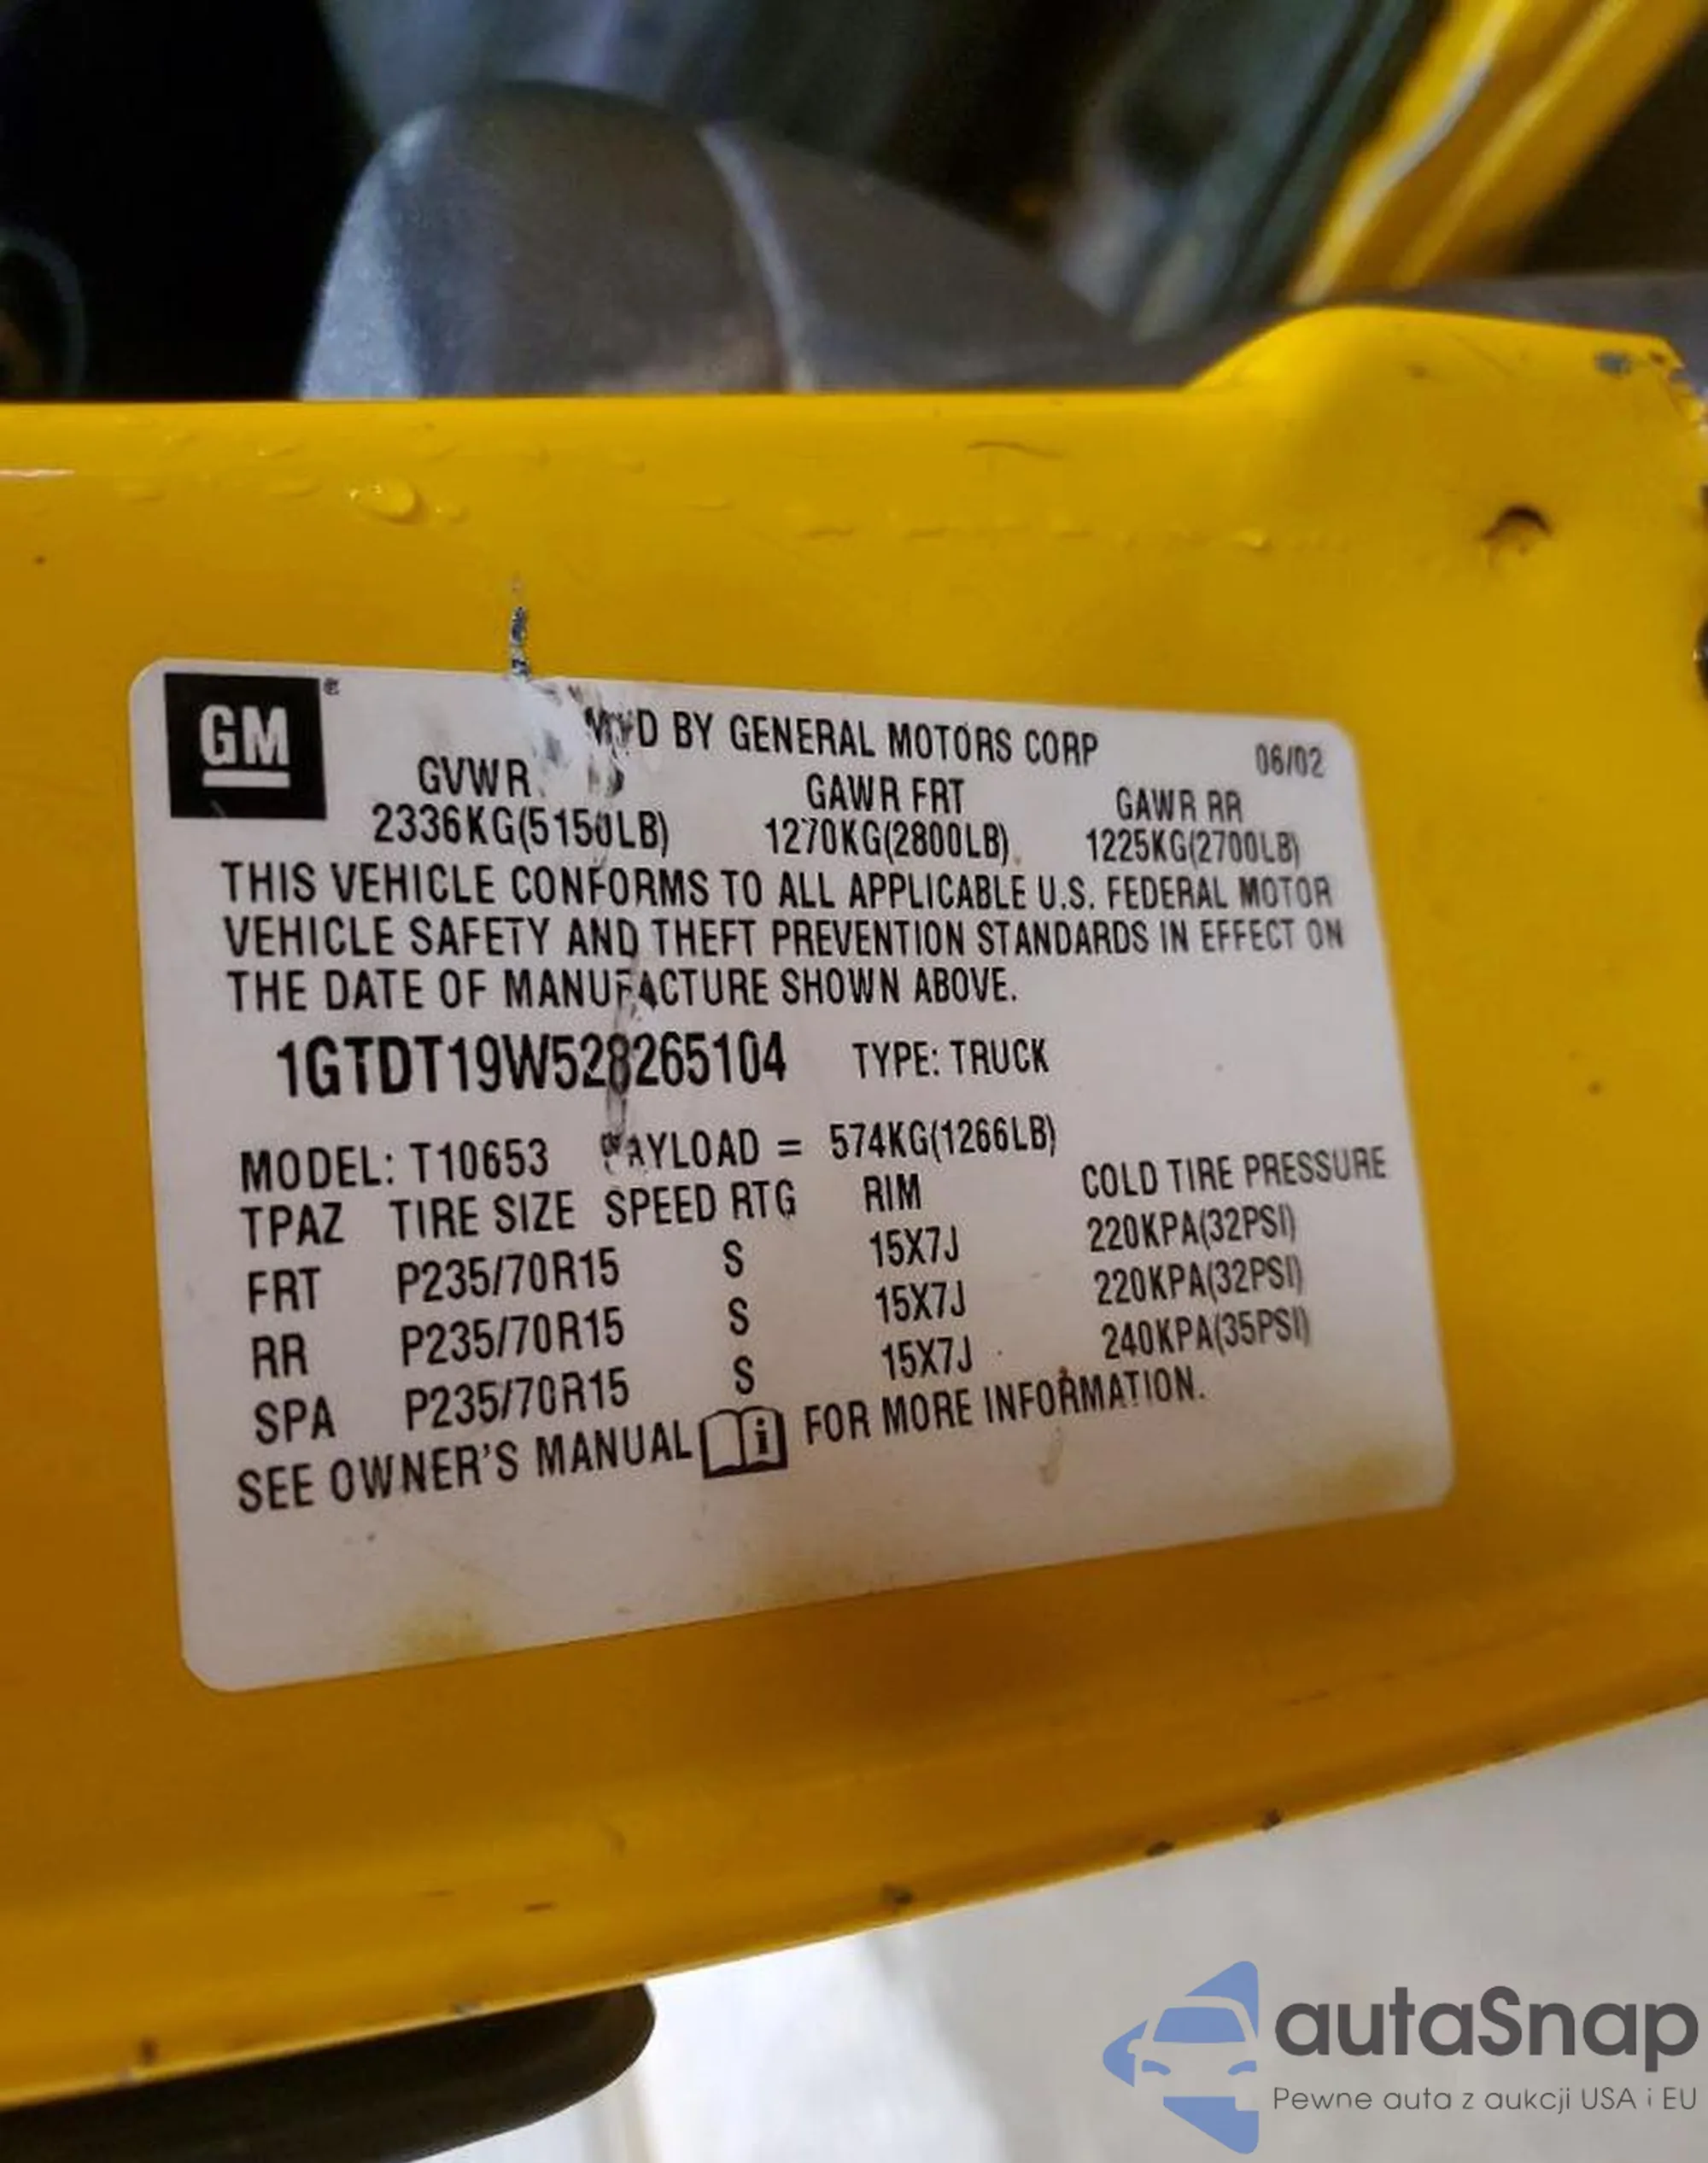 GM
MFD BY GENERAL MOTORS CORP 06/02
GVWR GAWR FRT GAWR RR
2336KG(5150LB) 1270KG(2800LB) 1225KG(2700LB)
THIS VEHICLE CONFORMS TO ALL APPLICABLE U.S. FEDERAL MOTOR
VEHICLE SAFETY AND THEFT PREVENTION STANDARDS IN EFFECT ON
THE DATE OF MANUFACTURE SHOWN ABOVE.
1GTDT19W528265104 TYPE: TRUCK
MODEL: T10653 PAYLOAD = 574KG(1266LB)
TPAZ TIRE SIZE SPEED RTG RIM COLD TIRE PRESSURE
FRT P235/70R15 S 15X7J 220KPA(32PSI)
RR P235/70R15 S 15X7J 220KPA(32PSI)
SPA P235/70R15 S 15X7J 240KPA(35PSI)
SEE OWNER'S MANUAL FOR MORE INFORMATION.
autaSnap
Pewne auta z aukcji USA i EU